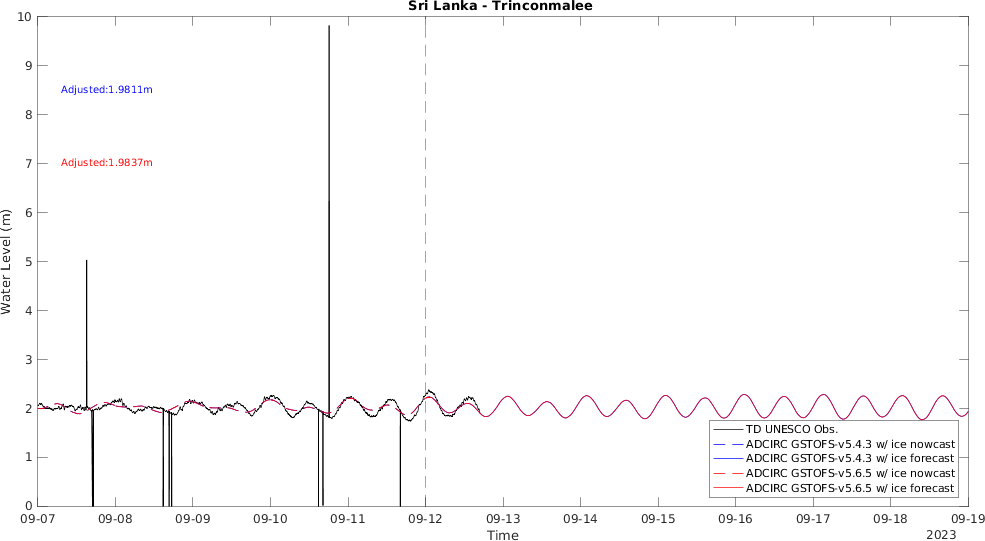 Sri Lanka - Trinconmalee
10
9
8
7
6
5
4
3
2
1
0
Water Level (m)
Adjusted:1.9811m
Adjusted:1.9837m
TD UNESCO Obs.
ADCIRC GSTOFS-v5.4.3 w/ ice nowcast
ADCIRC GSTOFS-v5.4.3 w/ ice forecast
ADCIRC GSTOFS-v5.6.5 w/ ice nowcast
ADCIRC GSTOFS-v5.6.5 w/ ice forecast
09-07 09-08 09-09 09-10 09-11 09-12 09-13 09-14 09-15 09-16 09-17 09-18 09-19
Time
2023